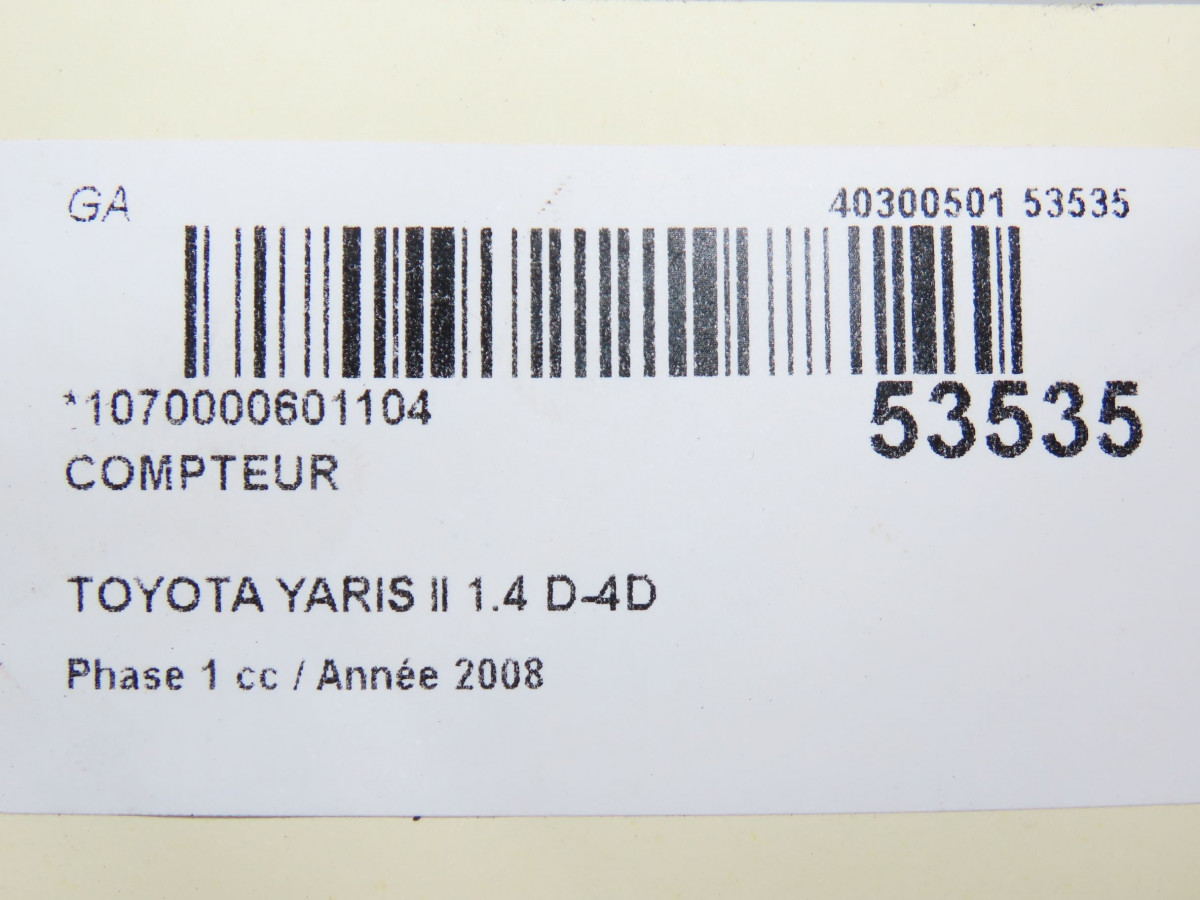 GA
40300501 53535
*1070000601104
53535
COMPTEUR
TOYOTA YARIS II 1.4 D-4D
Phase 1 cc / Année 2008